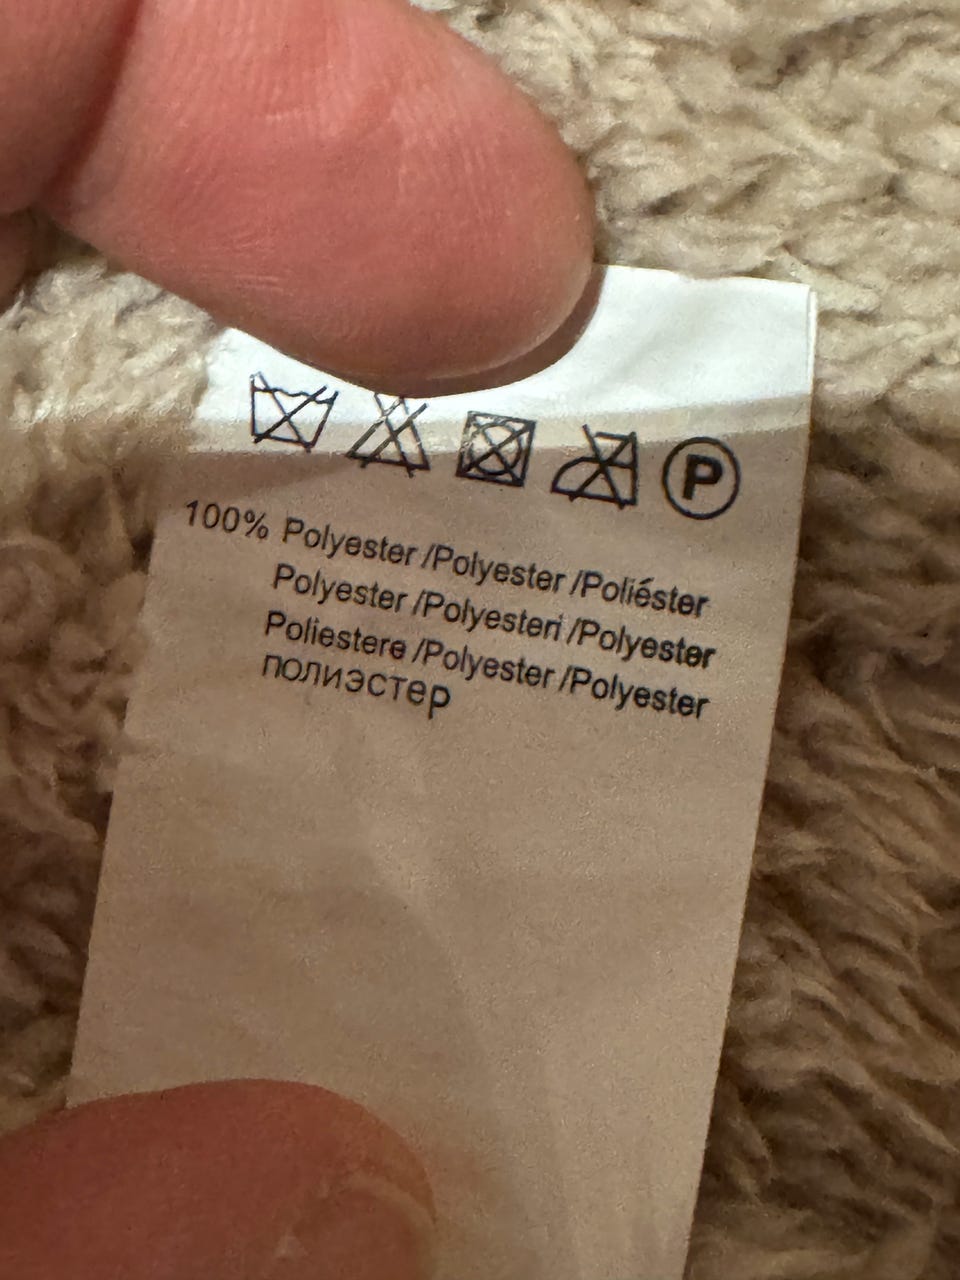 P
100% Polyester /Polyester /Poliéster
Polyester /Polyesteri /Polyester
Poliestere /Polyester /Polyester
полиэстер